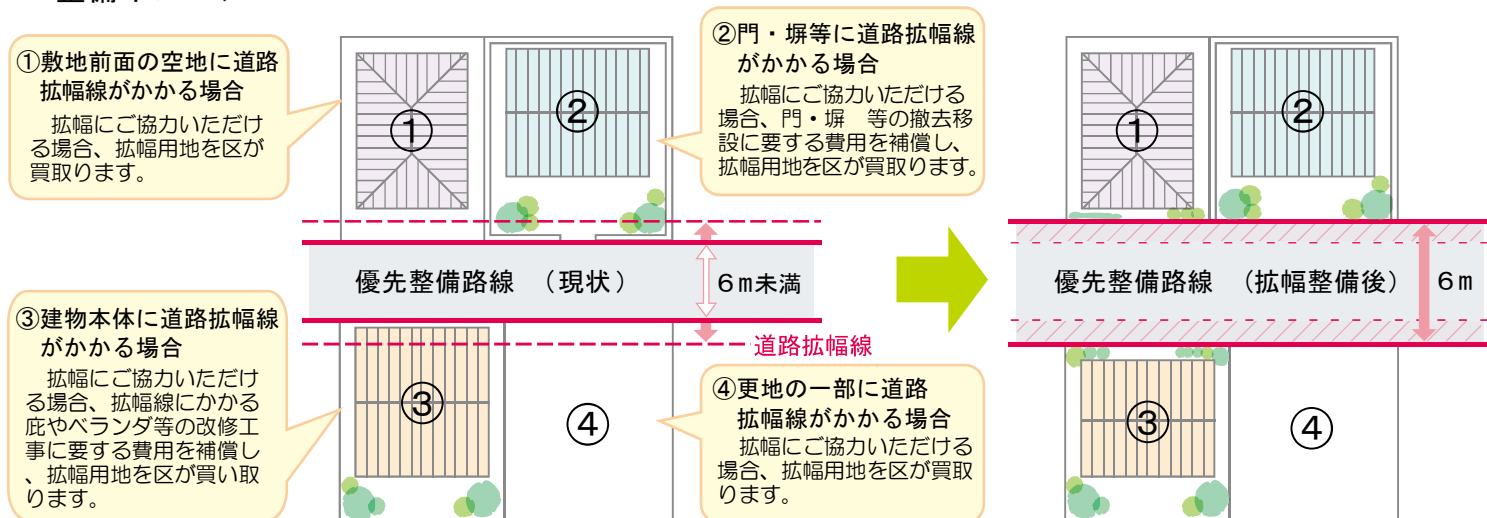 ①敷地前面の空地に道路
拡幅線がかかる場合
拡幅にご協力いただけ
る場合、拡幅用地を区が
買取ります。
②門・塀等に道路拡幅線
がかかる場合
拡幅にご協力いただける
場合、門・塀　等の撤去移
設に要する費用を補償し、
拡幅用地を区が買取ります。
①
②
①
②
優先整備路線　（現状）
6m未満
優先整備路線　（拡幅整備後）
6m
③建物本体に道路拡幅線
がかかる場合
拡幅にご協力いただけ
る場合、拡幅線にかかる
庇やベランダ等の改修工
事に要する費用を補償し
、拡幅用地を区が買い取
ります。
道路拡幅線
③
④
④更地の一部に道路
拡幅線がかかる場合
拡幅にご協力いただける
場合、拡幅用地を区が買取
ります。
③
④